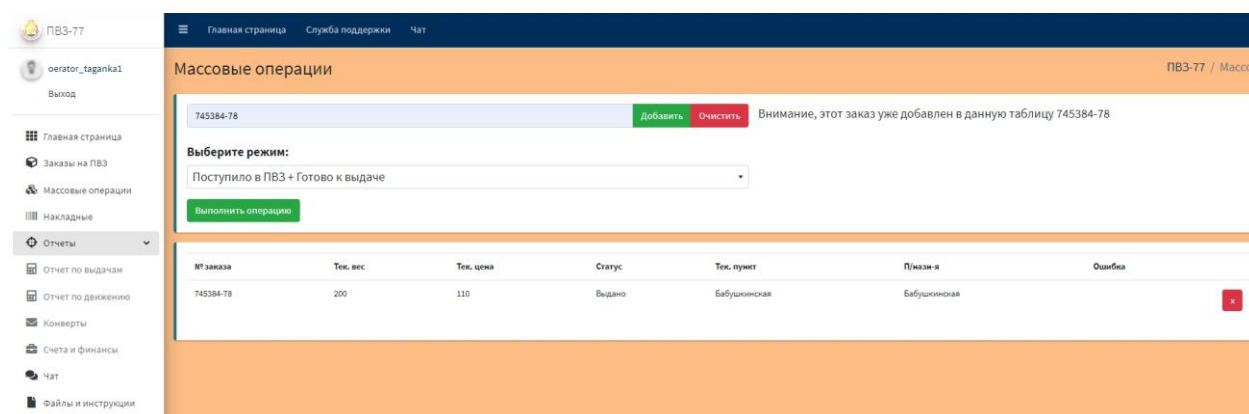 ПВЗ-77
Главная страница Служба поддержки Чат
oerator_taganka1
Выход
Массовые операции
ПВЗ-77 / Массо
745384-78
Добавить Очистить
Внимание, этот заказ уже добавлен в данную таблицу 745384-78
Выберите режим:
Поступило в ПВЗ + Готово к выдаче
Выполнить операцию
Главная страница
Заказы на ПВЗ
Массовые операции
Накладные
Отчеты
Отчет по выдачам
Отчет по движению
Конверты
Счета и финансы
Чат
Файлы и инструкции
№ заказа Тек. вес Тек. цена Статус Тек. пункт П/назн-я Ошибка
745384-78 200 110 Выдано Бабушкинская Бабушкинская x